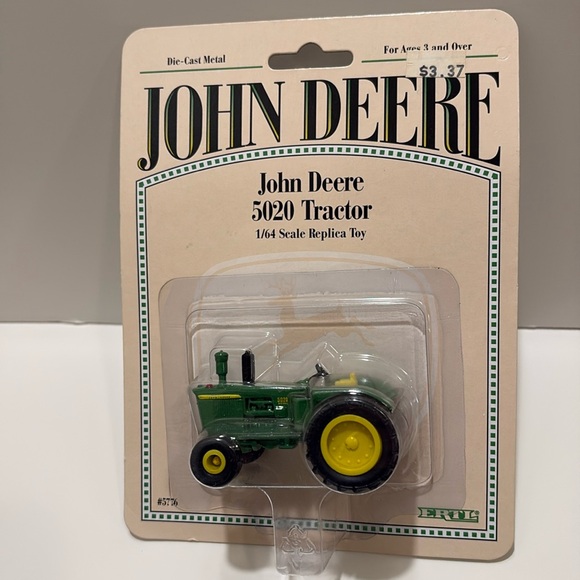 Die-Cast Metal
For Ages 3 and Over
$3.37
JOHN DEERE
John Deere
5020 Tractor
1/64 Scale Replica Toy
#5776
ERTL